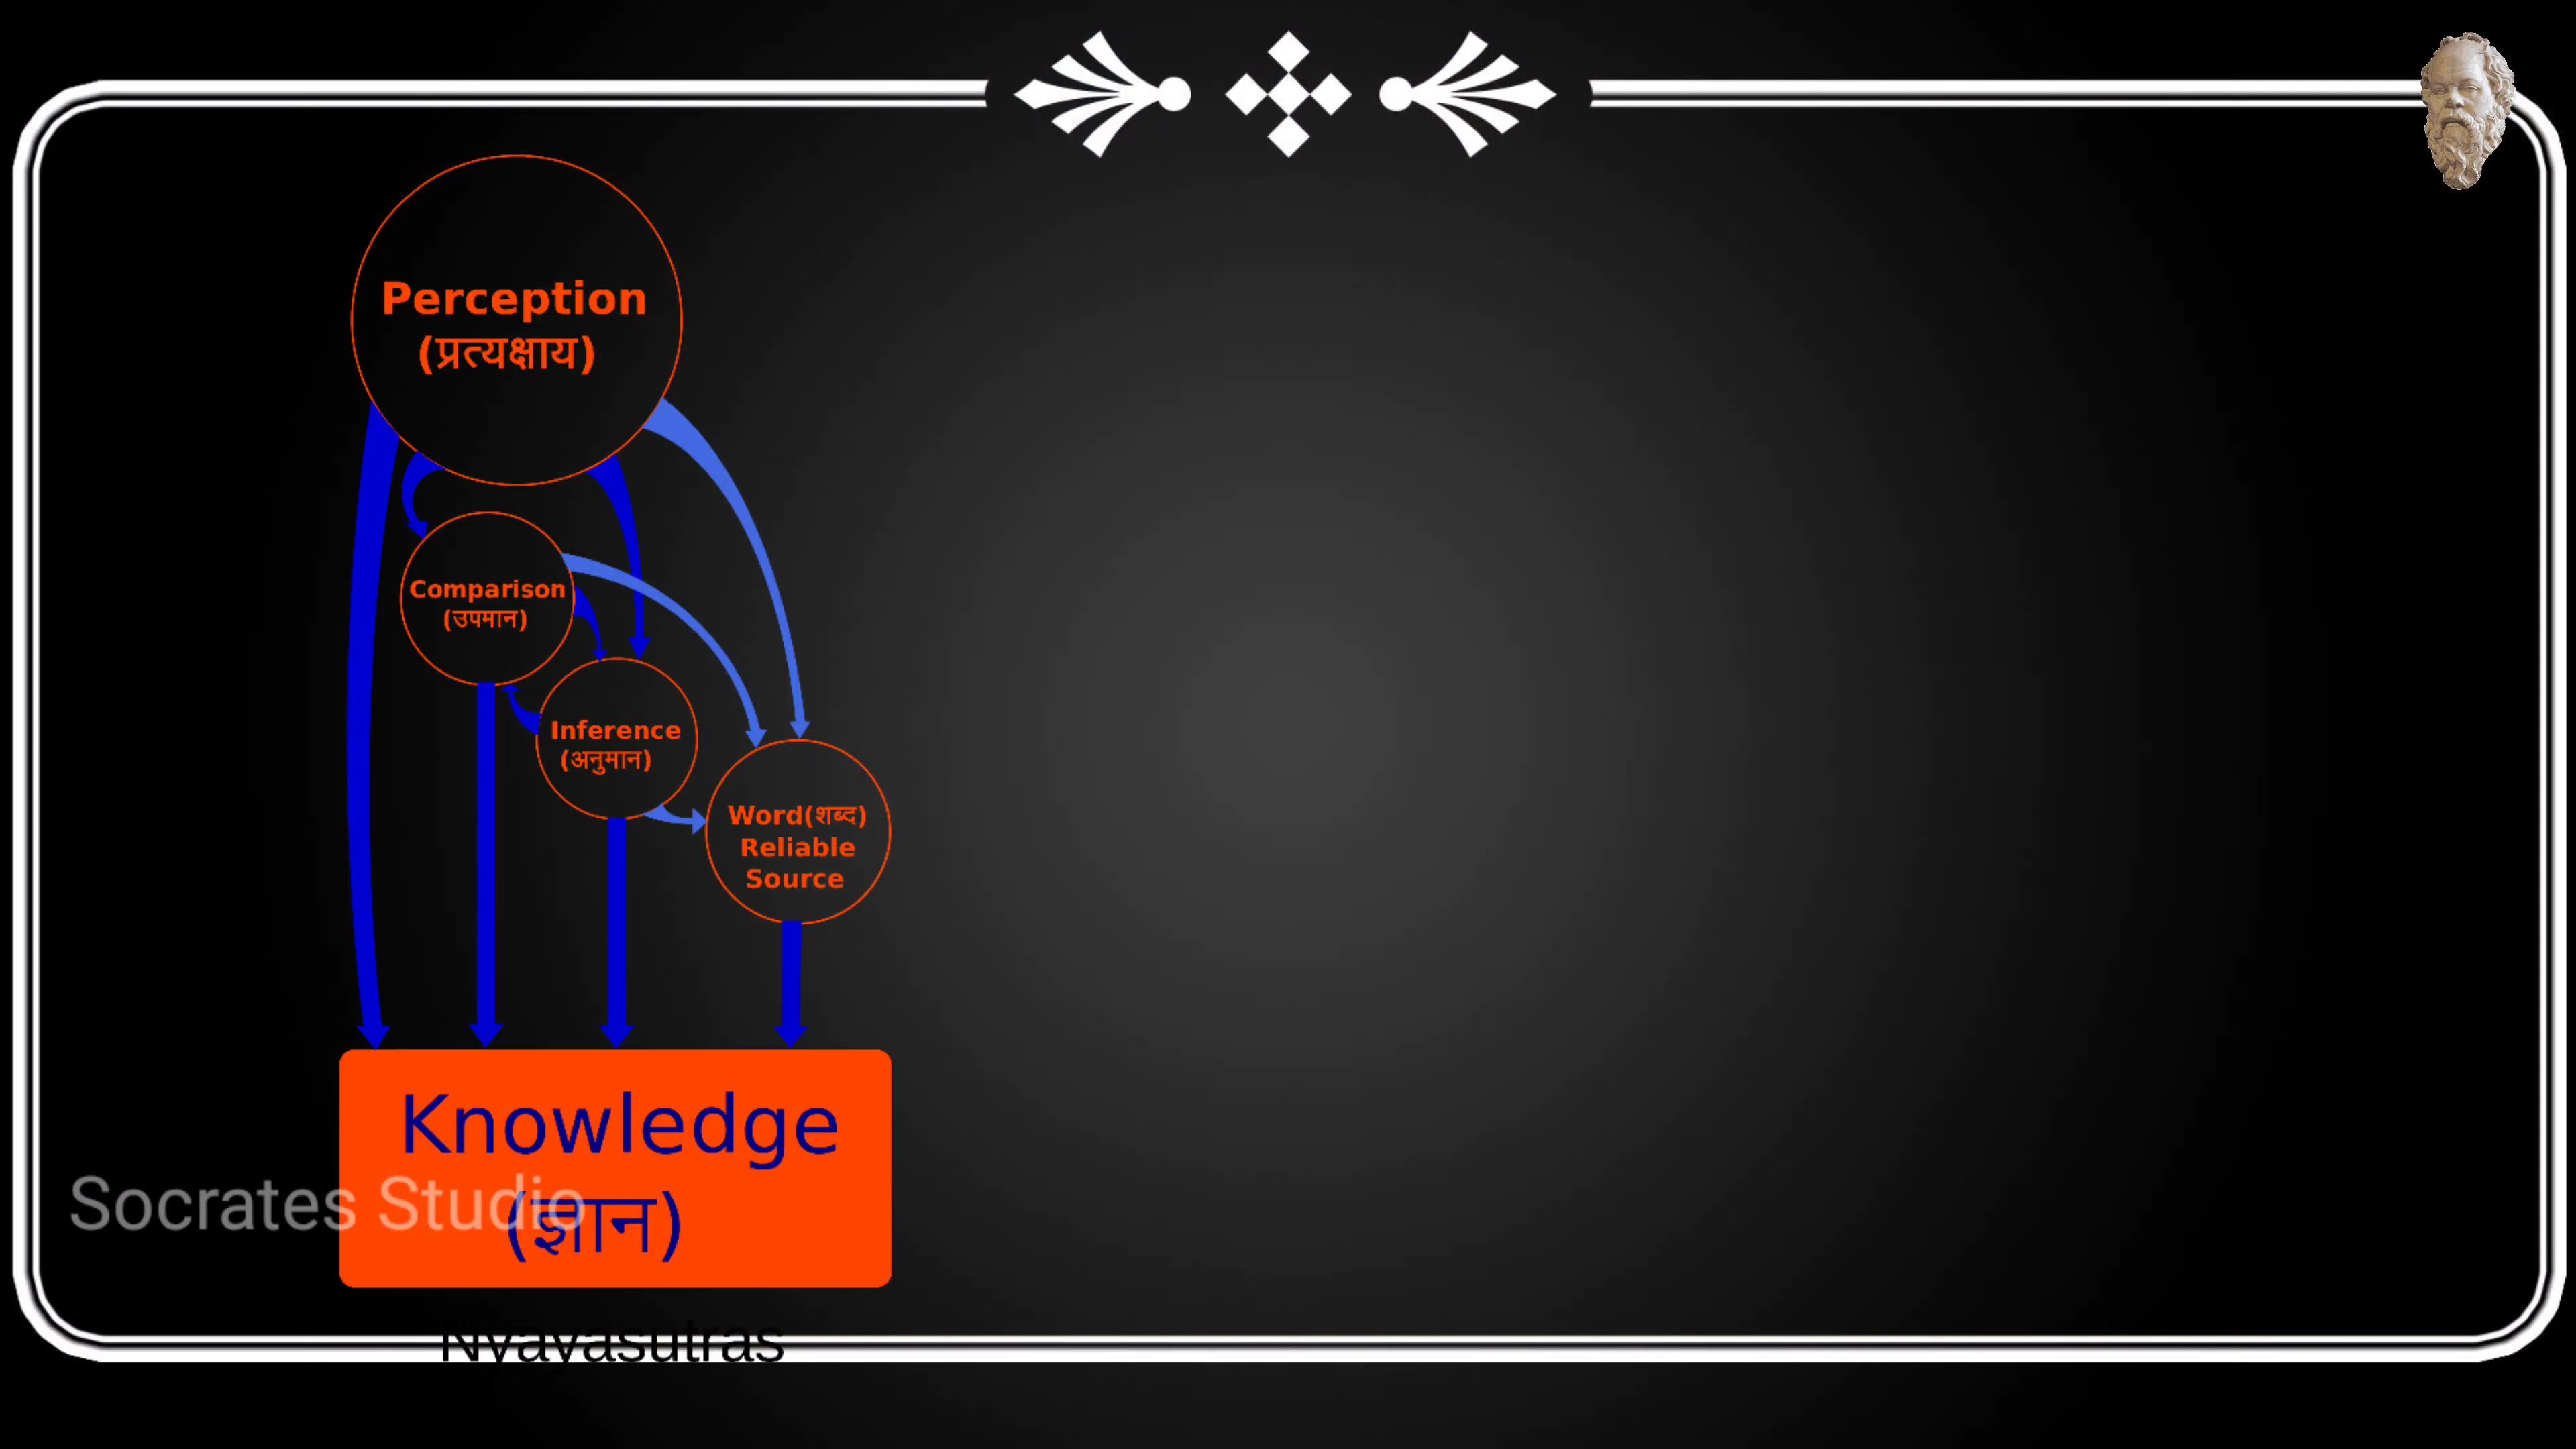 Perception
(प्रत्यक्षाय)
Comparison
(उपमान)
Inference
(अनुमान)
Word(शब्द)
Reliable
Source
Knowledge
(ज्ञान)
Socrates Studio
Nyayasutras